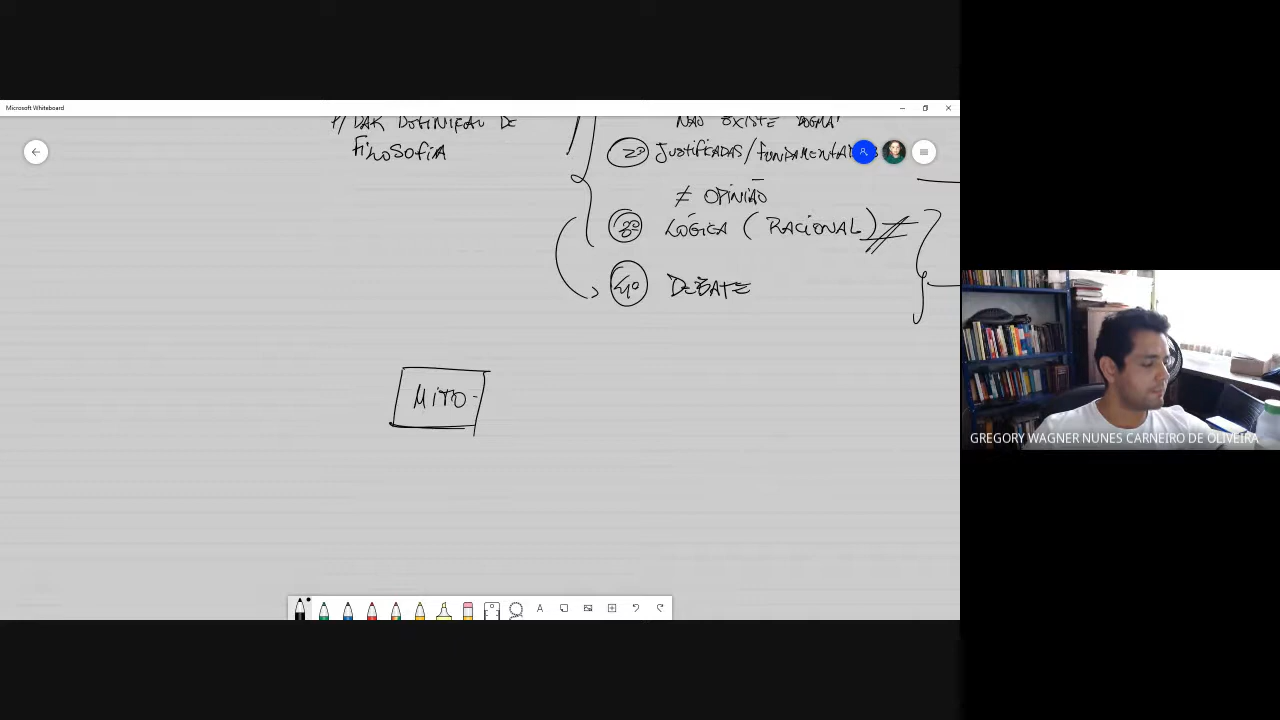 Microsoft Whiteboard
P/ DAR DEFINIÇÃO DE
FILOSOFIA
NÃO EXISTE DOGMA!
2º JUSTIFICADAS/FUNDAMENTADAS
≠ OPINIÃO
3º LÓGICA (RACIONAL)
4º DEBATE
MITO
GREGORY WAGNER NUNES CARNEIRO DE OLIVEIRA